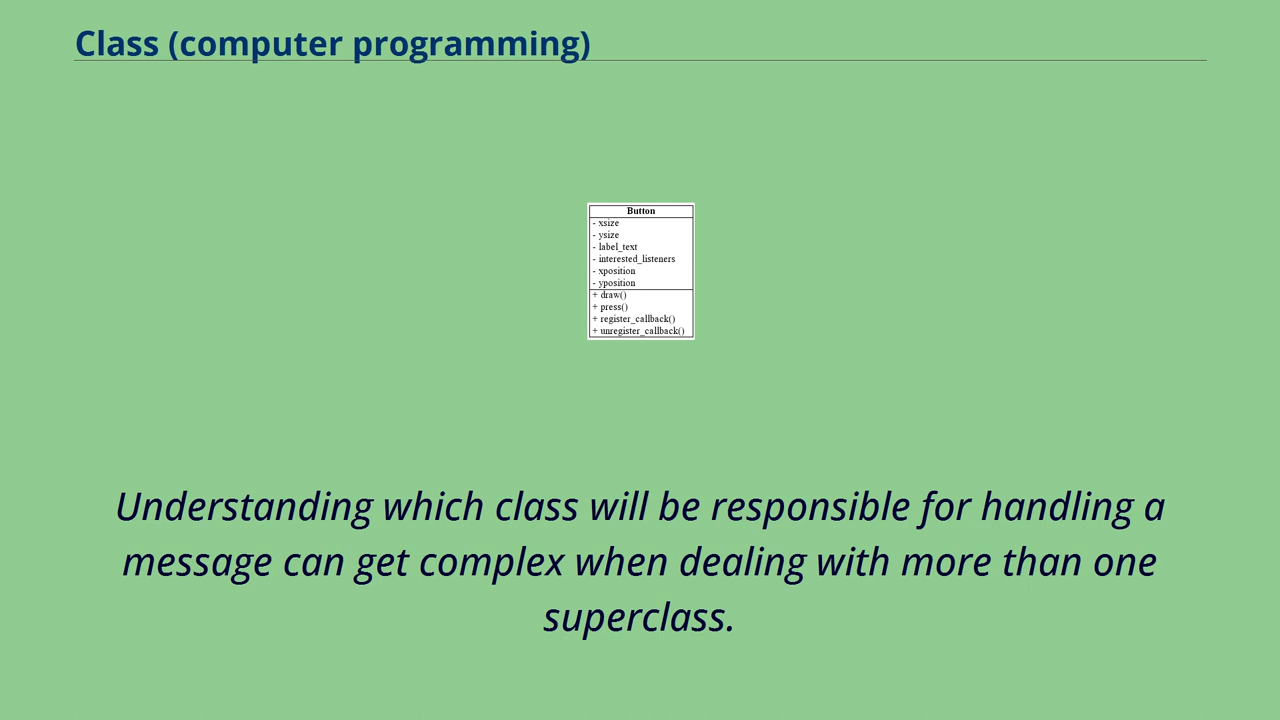 Class (computer programming)
Button
- xsize
- ysize
- label_text
- interested_listeners
- xposition
- yposition
+ draw()
+ press()
+ register_callback()
+ unregister_callback()
Understanding which class will be responsible for handling a
message can get complex when dealing with more than one
superclass.